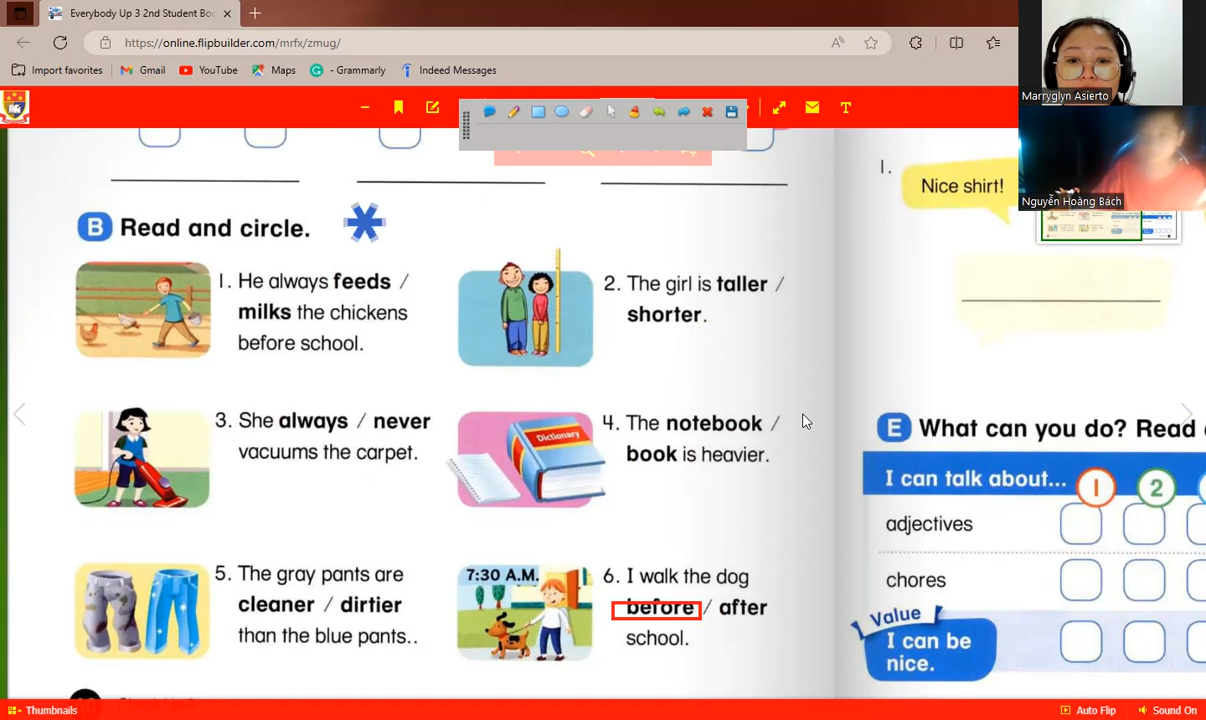 Everybody Up 3 2nd Student Boo
https://online.flipbuilder.com/mrfx/zmug/
Import favorites
Gmail
YouTube
Maps
- Grammarly
Indeed Messages
Marryglyn Asierto
Nguyễn Hoàng Bách
B Read and circle.
1. He always feeds /
milks the chickens
before school.
2. The girl is taller /
shorter.
3. She always / never
vacuums the carpet.
Dictionary
4. The notebook /
book is heavier.
5. The gray pants are
cleaner / dirtier
than the blue pants..
7:30 A.M.
6. I walk the dog
before / after
school.
1.
Nice shirt!
E What can you do? Read
I can talk about...
1 2
adjectives
chores
Value
I can be
nice.
Thumbnails
Auto Flip
Sound On